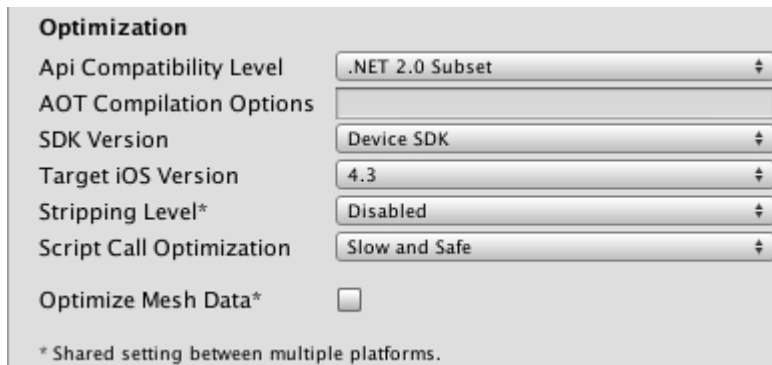 Optimization
Api Compatibility Level .NET 2.0 Subset
AOT Compilation Options
SDK Version Device SDK
Target iOS Version 4.3
Stripping Level* Disabled
Script Call Optimization Slow and Safe
Optimize Mesh Data*
* Shared setting between multiple platforms.